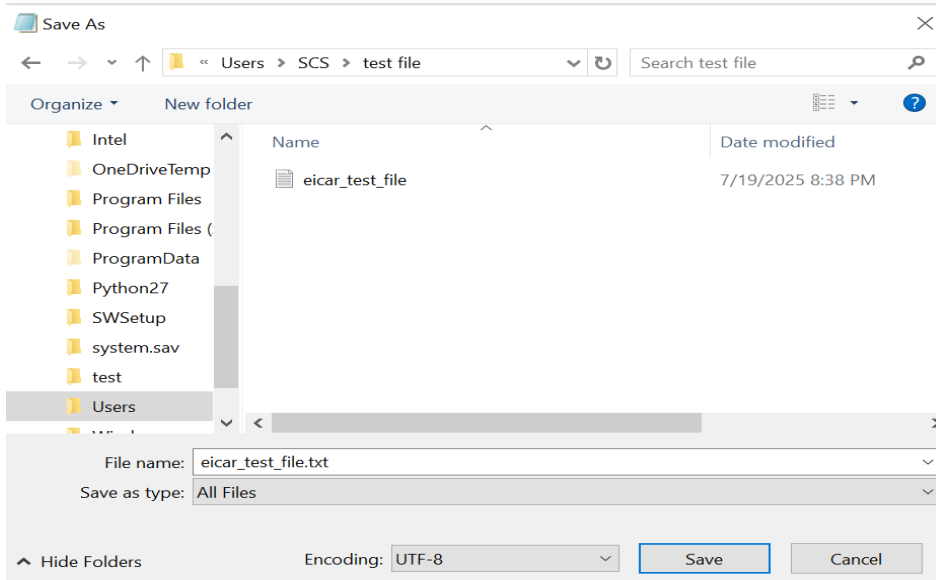 Save As
« Users > SCS > test file
Search test file
Organize
New folder
?
Intel
OneDriveTemp
Program Files
Program Files (
ProgramData
Python27
SWSetup
system.sav
test
Users
Name
Date modified
eicar_test_file
7/19/2025 8:38 PM
File name: eicar_test_file.txt
Save as type: All Files
Hide Folders
Encoding: UTF-8
Save
Cancel